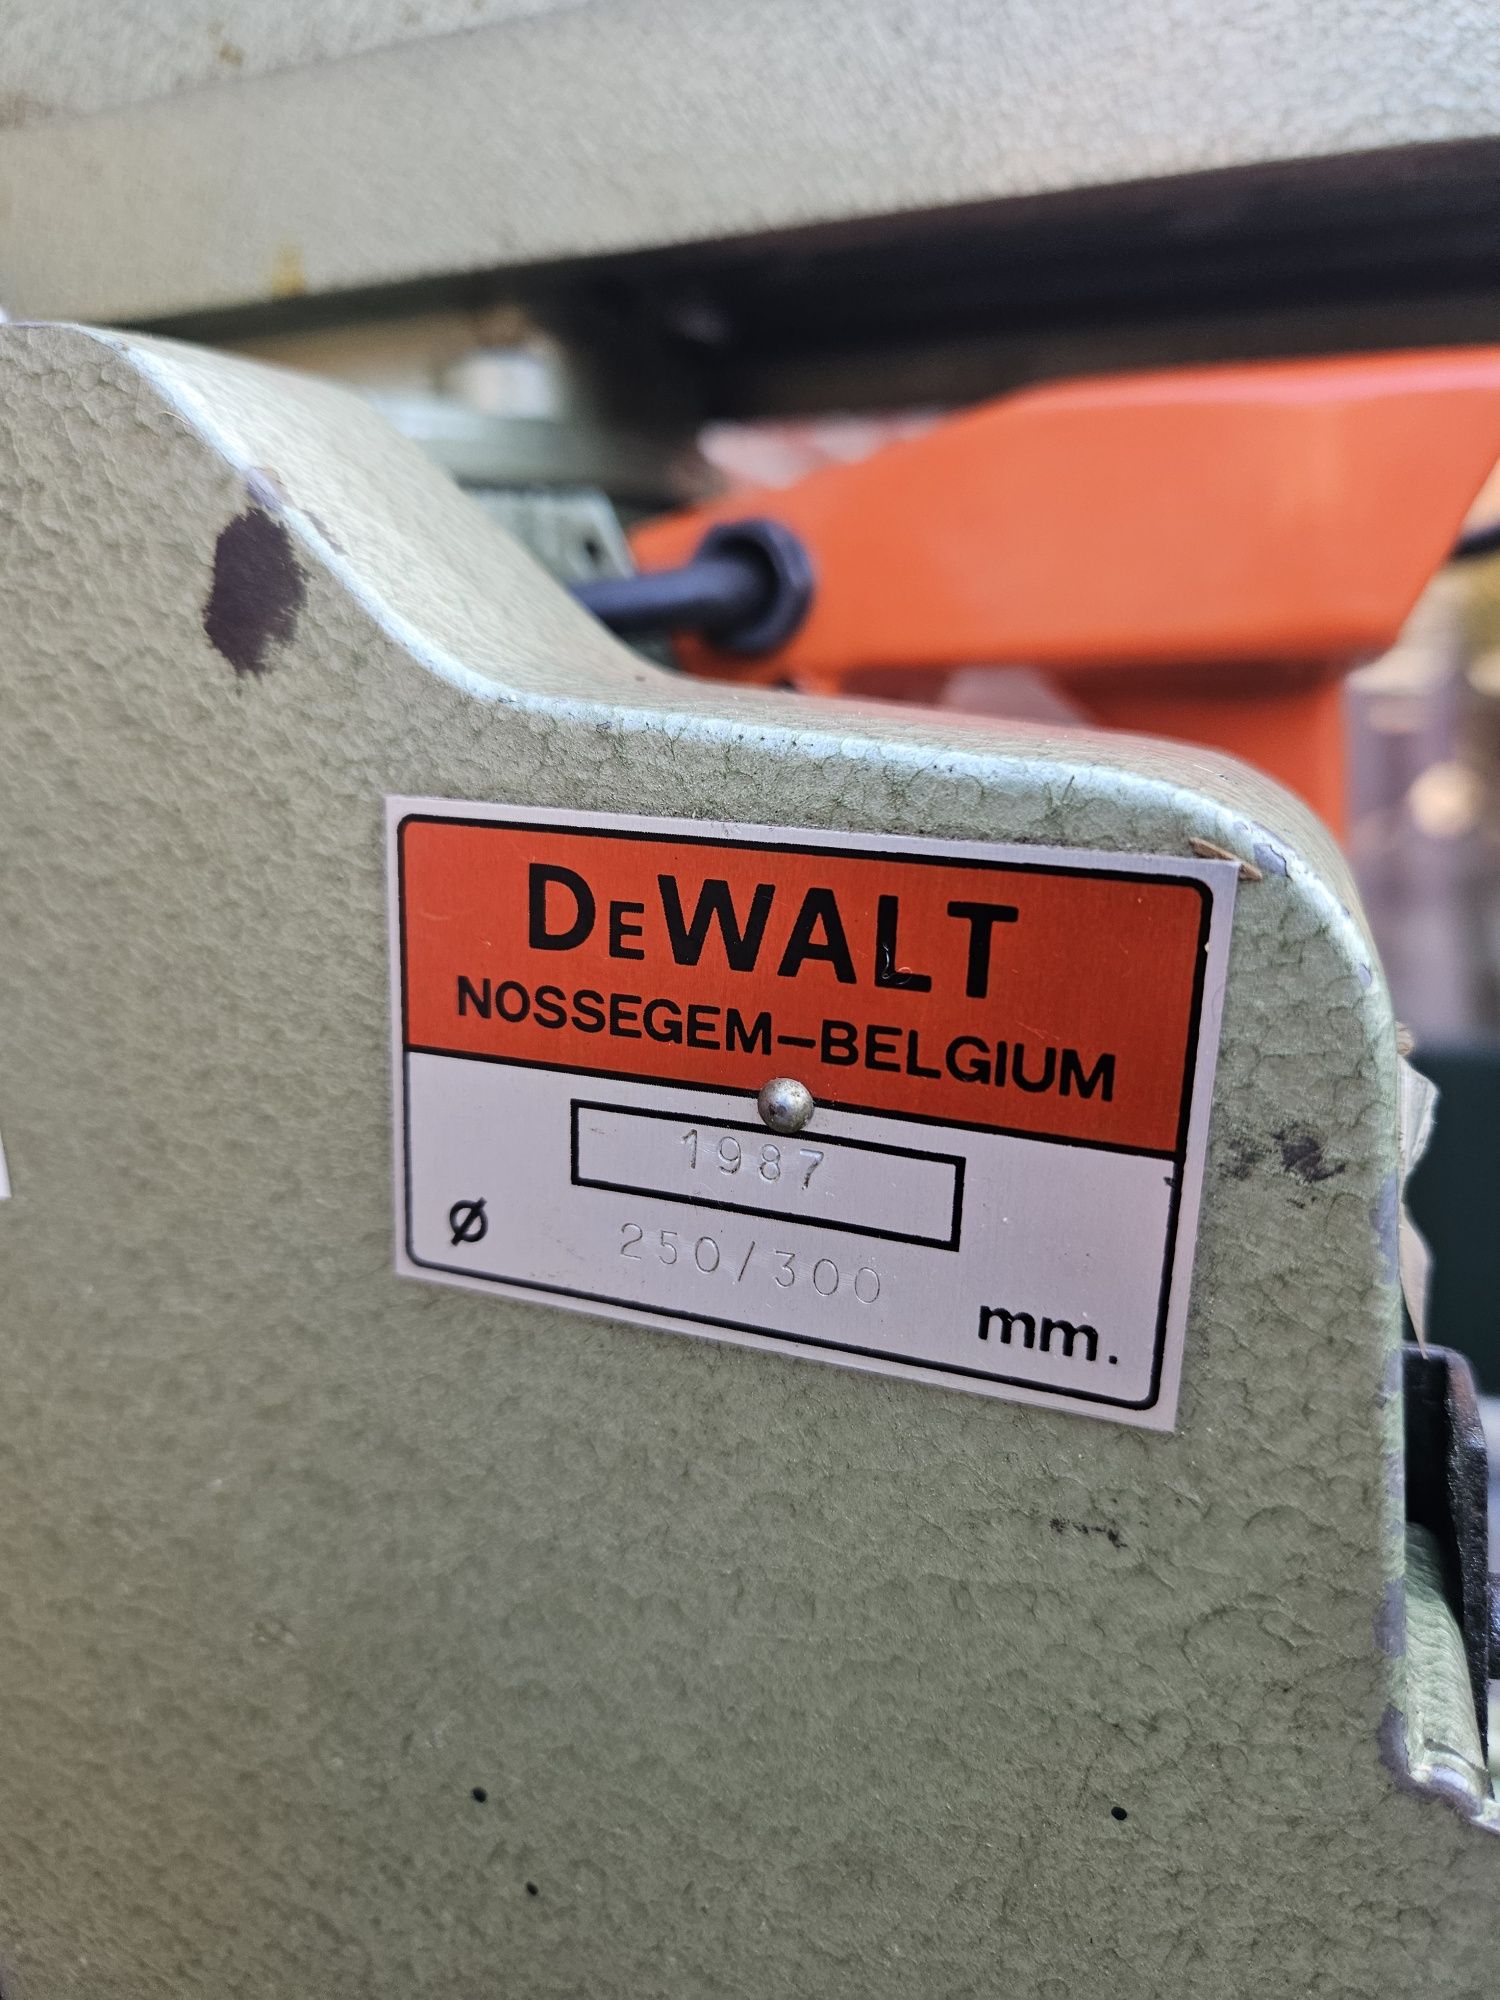 DeWALT
NOSSEGEM–BELGIUM
1987
Ø 250/300 mm.